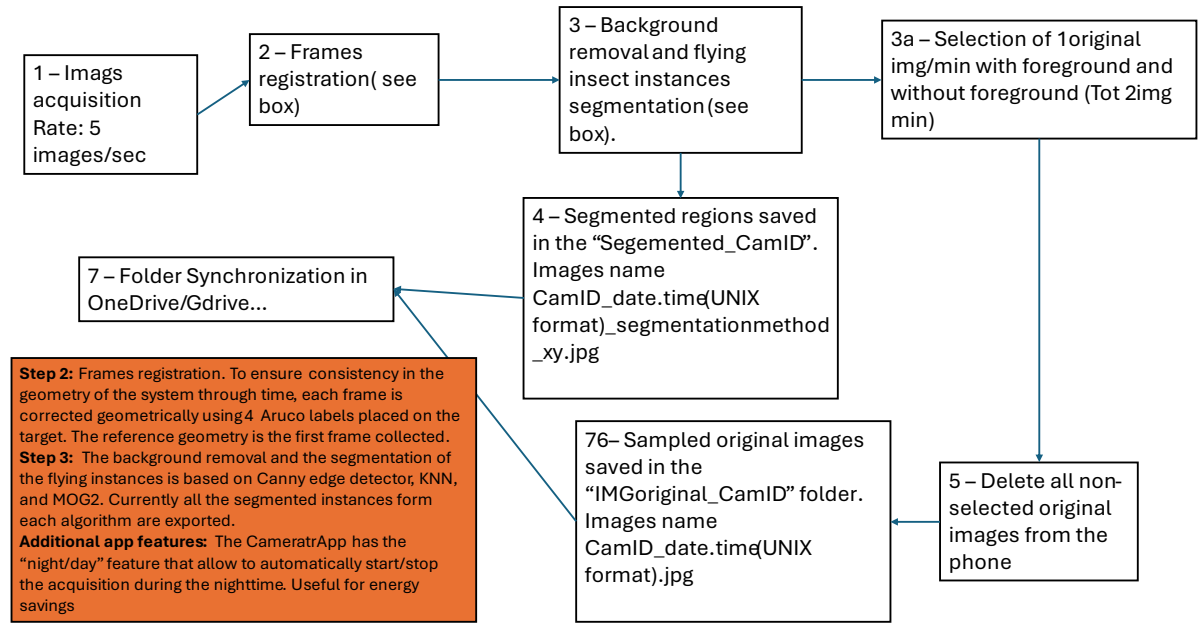 1 – Imags
acquisition
Rate: 5
images/sec
2 – Frames
registration( see
box)
3 – Background
removal and flying
insect instances
segmentation (see
box).
3a – Selection of 1original
img/min with foreground and
without foreground (Tot 2img
min)
4 – Segmented regions saved
in the “Segemented_CamID”.
Images name
CamID_date.time(UNIX
format)_segmentationmethod
_xy.jpg
5 – Delete all non-
selected original
images from the
phone
76– Sampled original images
saved in the
“IMGoriginal_CamID” folder.
Images name
CamID_date.time(UNIX
format).jpg
7 – Folder Synchronization in
OneDrive/Gdrive...
Step 2: Frames registration. To ensure consistency in the
geometry of the system through time, each frame is
corrected geometrically using 4 Aruco labels placed on the
target. The reference geometry is the first frame collected.
Step 3: The background removal and the segmentation of
the flying instances is based on Canny edge detector, KNN,
and MOG2. Currently all the segmented instances form
each algorithm are exported.
Additional app features: The CameratrApp has the
“night/day” feature that allow to automatically start/stop
the acquisition during the nighttime. Useful for energy
savings